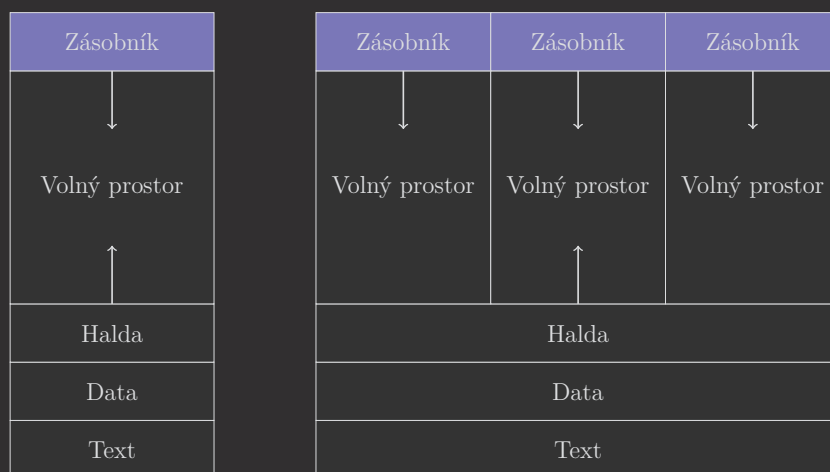 Zásobník
Volný prostor
Halda
Data
Text
Zásobník Zásobník Zásobník
Volný prostor Volný prostor Volný prostor
Halda
Data
Text